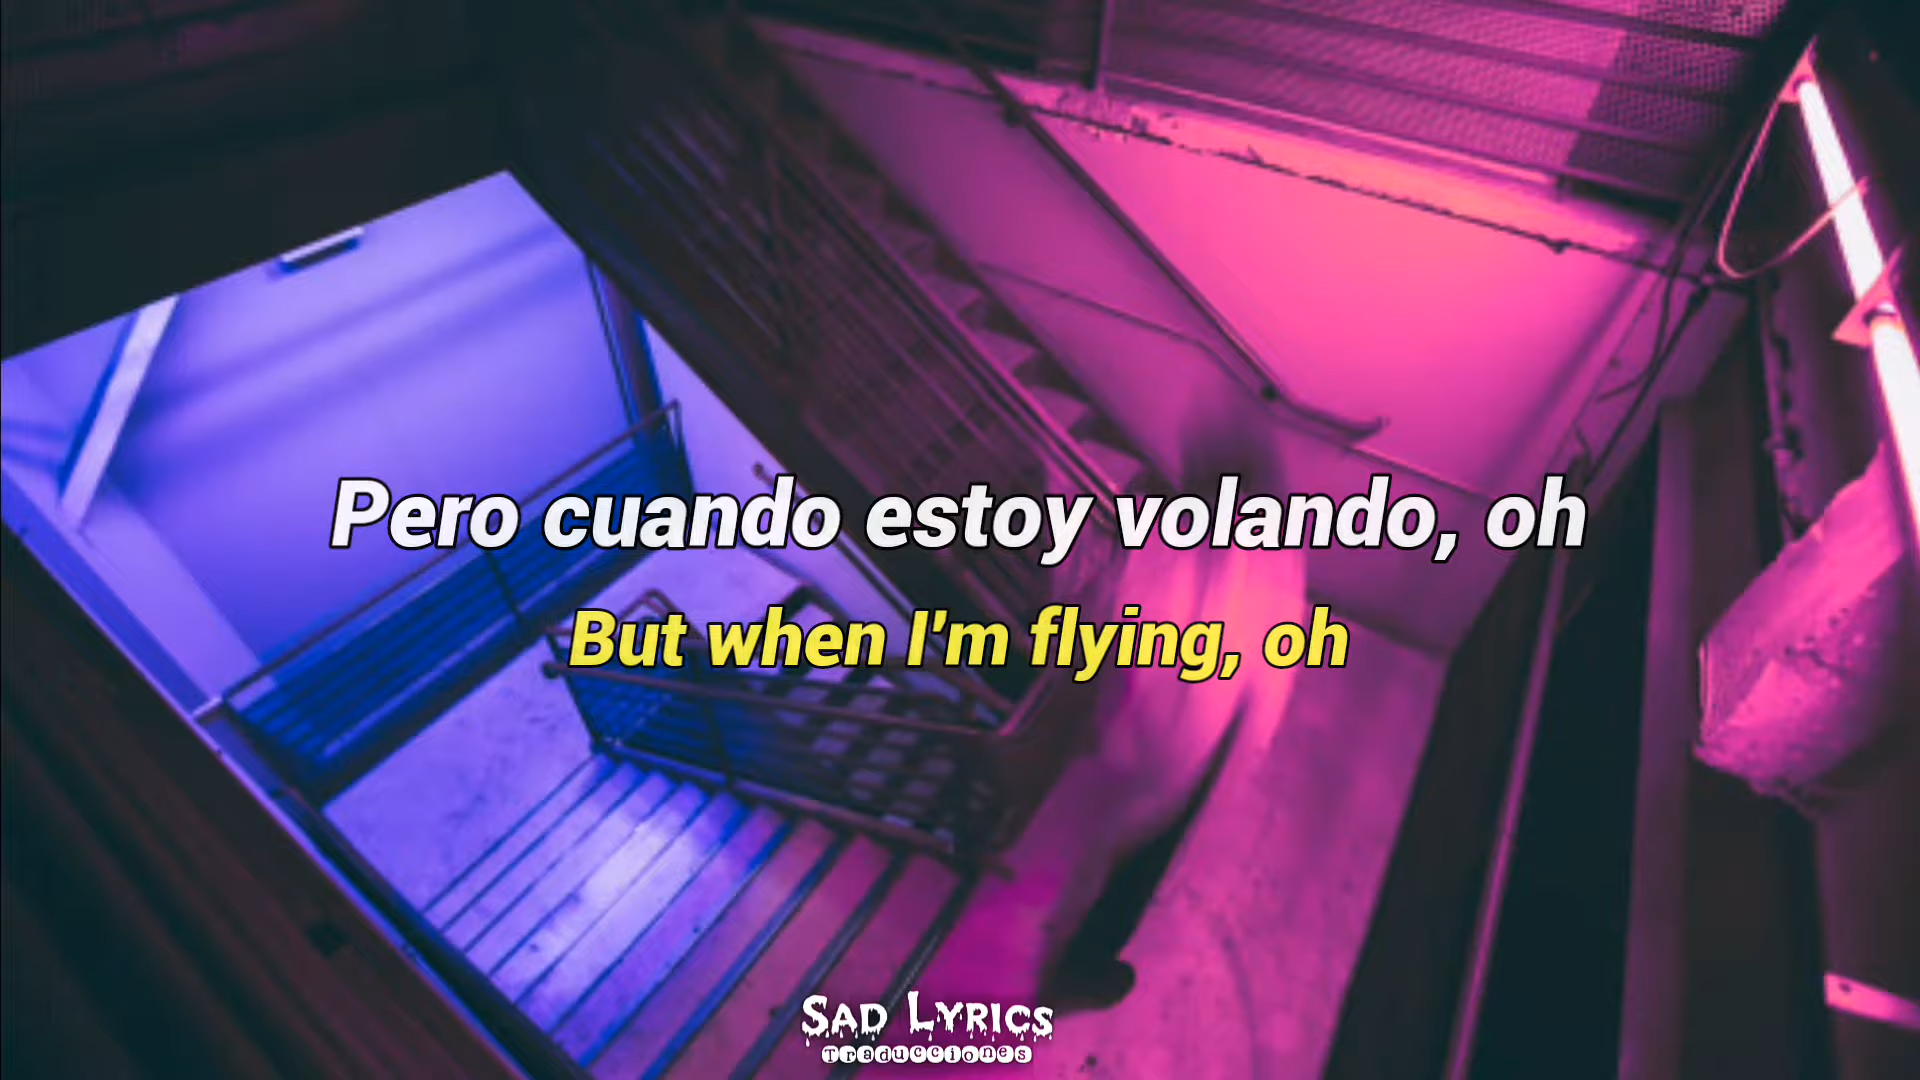 Pero cuando estoy volando, oh
But when I'm flying, oh
SAD LYRICS
Traducciones